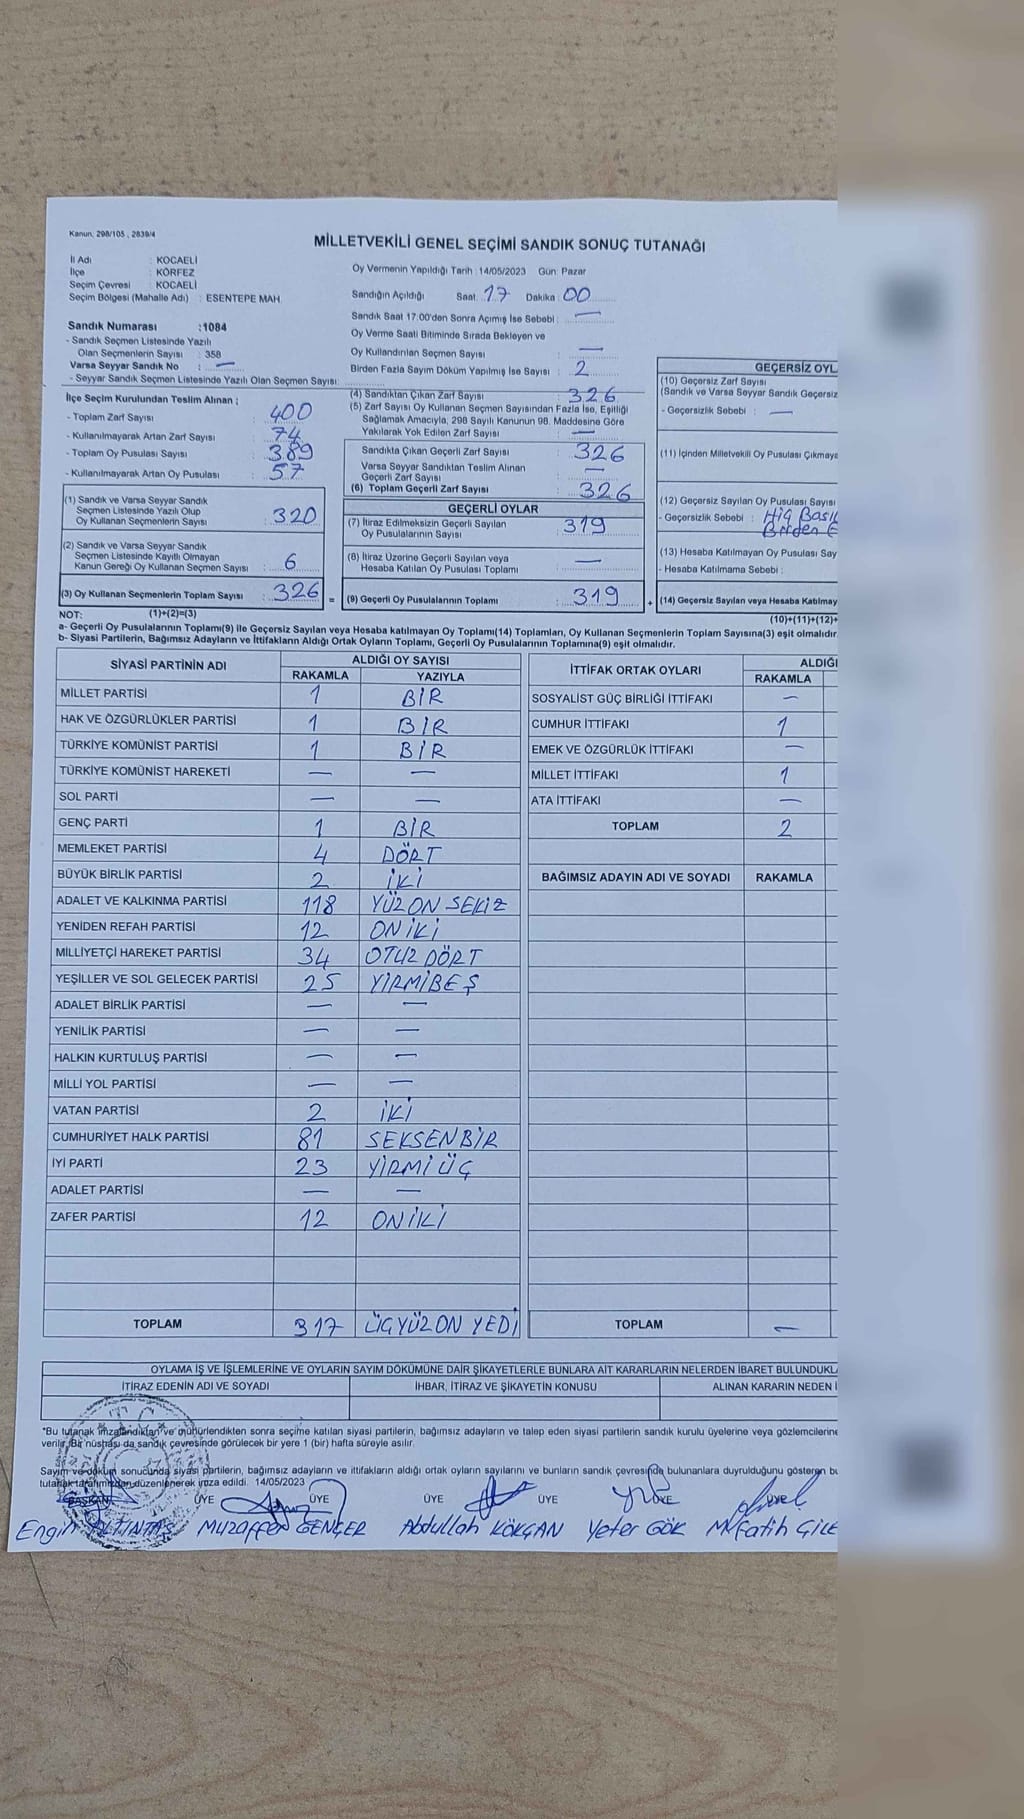 Kanun, 298/105 , 2839/4
MİLLETVEKİLİ GENEL SEÇİMİ SANDIK SONUÇ TUTANAĞI
İl Adı : KOCAELİ
İlçe : KÖRFEZ
Seçim Çevresi : KOCAELİ
Seçim Bölgesi (Mahalle Adı) : ESENTEPE MAH
Sandık Numarası :1084
- Sandık Seçmen Listesinde Yazılı
Olan Seçmenlerin Sayısı : 358
Varsa Seyyar Sandık No : —
- Seyyar Sandık Seçmen Listesinde Yazılı Olan Seçmen Sayısı:
Oy Vermenin Yapıldığı Tarih : 14/05/2023 Gün: Pazar
Sandığın Açıldığı Saat 17 Dakika 00
Sandık Saat 17:00'den Sonra Açımış İse Sebebi : —
Oy Verme Saati Bitiminde Sırada Bekleyen ve
Oy Kullandırılan Seçmen Sayısı : —
Birden Fazla Sayım Döküm Yapılmış İse Sayısı : 2
İlçe Seçim Kurulundan Teslim Alınan ;
- Toplam Zarf Sayısı : 400
- Kullanılmayarak Artan Zarf Sayısı : 74
- Toplam Oy Pusulası Sayısı : 389
- Kullanılmayarak Artan Oy Pusulası : 57
(1) Sandık ve Varsa Seyyar Sandık
Seçmen Listesinde Yazılı Olup
Oy Kullanan Seçmenlerin Sayısı : 320
(2) Sandık ve Varsa Seyyar Sandık
Seçmen Listesinde Kayıtlı Olmayan
Kanun Gereği Oy Kullanan Seçmen Sayısı : 6
(3) Oy Kullanan Seçmenlerin Toplam Sayısı : 326 =
(4) Sandıktan Çıkan Zarf Sayısı : 326
(5) Zarf Sayısı Oy Kullanan Seçmen Sayısından Fazla İse, Eşitliği
Sağlamak Amacıyla, 298 Sayılı Kanunun 98. Maddesine Göre
Yakılarak Yok Edilen Zarf Sayısı : —
Sandıkta Çıkan Geçerli Zarf Sayısı : 326
Varsa Seyyar Sandıktan Teslim Alınan
Geçerli Zarf Sayısı : —
(6) Toplam Geçerli Zarf Sayısı : 326
GEÇERLİ OYLAR
(7) İtiraz Edilmeksizin Geçerli Sayılan
Oy Pusulalarının Sayısı : 319
(8) İtiraz Üzerine Geçerli Sayılan veya
Hesaba Katılan Oy Pusulası Toplamı : —
(9) Geçerli Oy Pusulalarının Toplamı : 319 +
GEÇERSİZ OYL
(10) Geçersiz Zarf Sayısı
(Sandık ve Varsa Seyyar Sandık Geçersiz
- Geçersizlik Sebebi : —
(11) İçinden Milletvekili Oy Pusulası Çıkmaya
(12) Geçersiz Sayılan Oy Pusulası Sayısı
- Geçersizlik Sebebi : Hiç Basıl
Birden
(13) Hesaba Katılmayan Oy Pusulası Say
- Hesaba Katılmama Sebebi :
(14) Geçersiz Sayılan veya Hesaba Katılmay
(10)+(11)+(12)+
NOT: (1)+(2)=(3)
a- Geçerli Oy Pusulalarının Toplamı(9) ile Geçersiz Sayılan veya Hesaba katılmayan Oy Toplamı(14) Toplamları, Oy Kullanan Seçmenlerin Toplam Sayısına(3) eşit olmalıdır
b- Siyasi Partilerin, Bağımsız Adayların ve İttifakların Aldığı Ortak Oyların Toplamı, Geçerli Oy Pusulalarının Toplamına(9) eşit olmalıdır.
SİYASİ PARTİNİN ADI ALDIĞI OY SAYISI
RAKAMLA YAZIYLA
MİLLET PARTİSİ 1 BİR
HAK VE ÖZGÜRLÜKLER PARTİSİ 1 BİR
TÜRKİYE KOMÜNİST PARTİSİ 1 BİR
TÜRKİYE KOMÜNİST HAREKETİ — —
SOL PARTİ — —
GENÇ PARTİ 1 BİR
MEMLEKET PARTİSİ 4 DÖRT
BÜYÜK BİRLİK PARTİSİ 2 İKİ
ADALET VE KALKINMA PARTİSİ 118 YÜZ ON SEKİZ
YENİDEN REFAH PARTİSİ 12 ON İKİ
MİLLİYETÇİ HAREKET PARTİSİ 34 OTUZ DÖRT
YEŞİLLER VE SOL GELECEK PARTİSİ 25 YİRMİBEŞ
ADALET BİRLİK PARTİSİ — —
YENİLİK PARTİSİ — —
HALKIN KURTULUŞ PARTİSİ — —
MİLLİ YOL PARTİSİ — —
VATAN PARTİSİ 2 İKİ
CUMHURİYET HALK PARTİSİ 81 SEKSENBİR
İYİ PARTİ 23 YİRMİ ÜÇ
ADALET PARTİSİ — —
ZAFER PARTİSİ 12 ON İKİ
TOPLAM 317 ÜÇYÜZ ON YEDİ
İTTİFAK ORTAK OYLARI ALDIĞI
RAKAMLA
SOSYALİST GÜÇ BİRLİĞİ İTTİFAKI —
CUMHUR İTTİFAKI 1
EMEK VE ÖZGÜRLÜK İTTİFAKI —
MİLLET İTTİFAKI 1
ATA İTTİFAKI —
TOPLAM 2
BAĞIMSIZ ADAYIN ADI VE SOYADI RAKAMLA
TOPLAM —
OYLAMA İŞ VE İŞLEMLERİNE VE OYLARIN SAYIM DÖKÜMÜNE DAİR ŞİKAYETLERLE BUNLARA AİT KARARLARIN NELERDEN İBARET BULUNDUKL
İTİRAZ EDENİN ADI VE SOYADI İHBAR, İTİRAZ VE ŞİKAYETİN KONUSU ALINAN KARARIN NEDEN İ
*Bu tutanak imzalandıktan ve mühürlendikten sonra seçime katılan siyasi partilerin, bağımsız adayların ve talep eden siyasi partilerin sandık kurulu üyelerine veya gözlemcilerine
verilir. Bir nüshası da sandık çevresinde görülecek bir yere 1 (bir) hafta süreyle asılır.
Sayım ve döküm sonucunda siyasi partilerin, bağımsız adayların ve ittifakların aldığı ortak oyların sayılarını ve bunların sandık çevresinde bulunanlara duyrulduğunu gösteren bu
tutanak tarafımızdan düzenlenerek imza edildi. 14/05/2023
BAŞKAN ÜYE ÜYE ÜYE ÜYE ÜYE ÜYE
Engin ALTINTAŞ Muzaffer GENÇER Abdullah KÖKÇAN Yeter GÖK M.Fatih ÇİLE